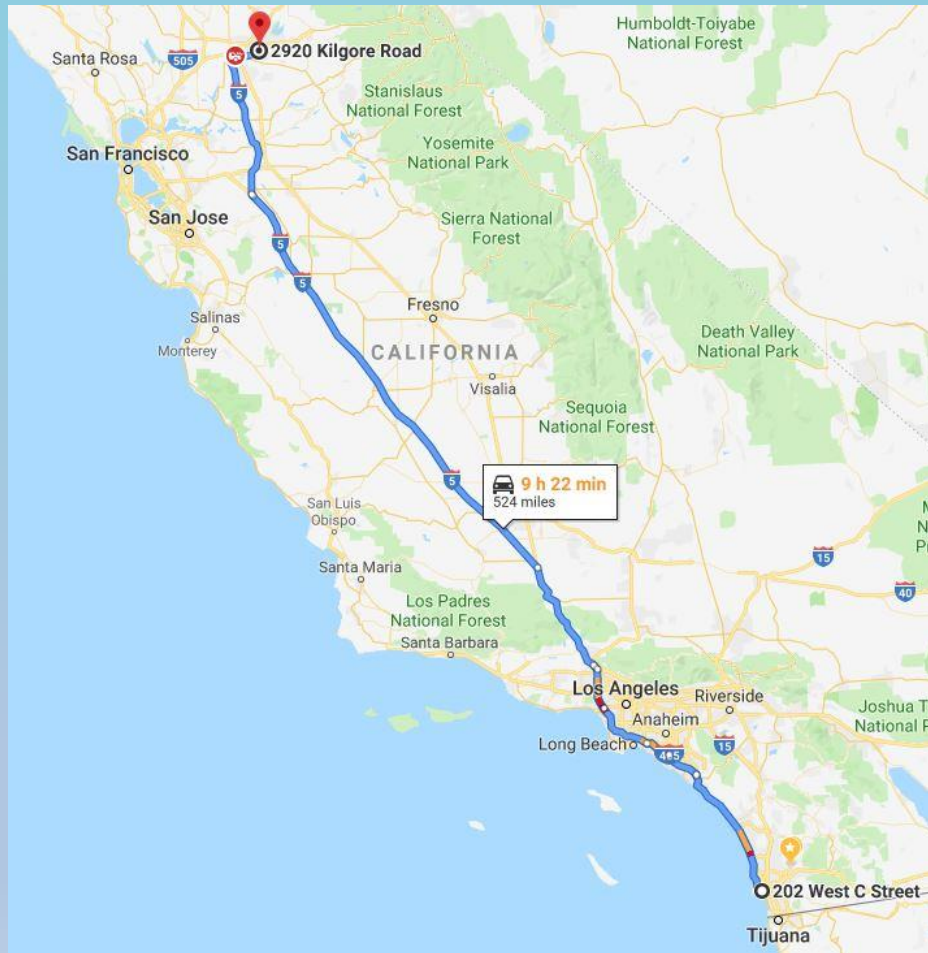 Humboldt-Toiyabe
National Forest
2920 Kilgore Road
Santa Rosa
505
5
Stanislaus
National Forest
San Francisco
Yosemite
National Park
San Jose
Sierra National
Forest
5
5
Fresno
Salinas
Monterey
CALIFORNIA
Death Valley
National Park
Visalia
Sequoia
National Forest
5
9 h 22 min
524 miles
San Luis
Obispo
15
Santa Maria
40
Los Padres
National Forest
Santa Barbara
Los Angeles
Riverside
Joshua T
National P
Anaheim
Long Beach
15
405
202 West C Street
Tijuana